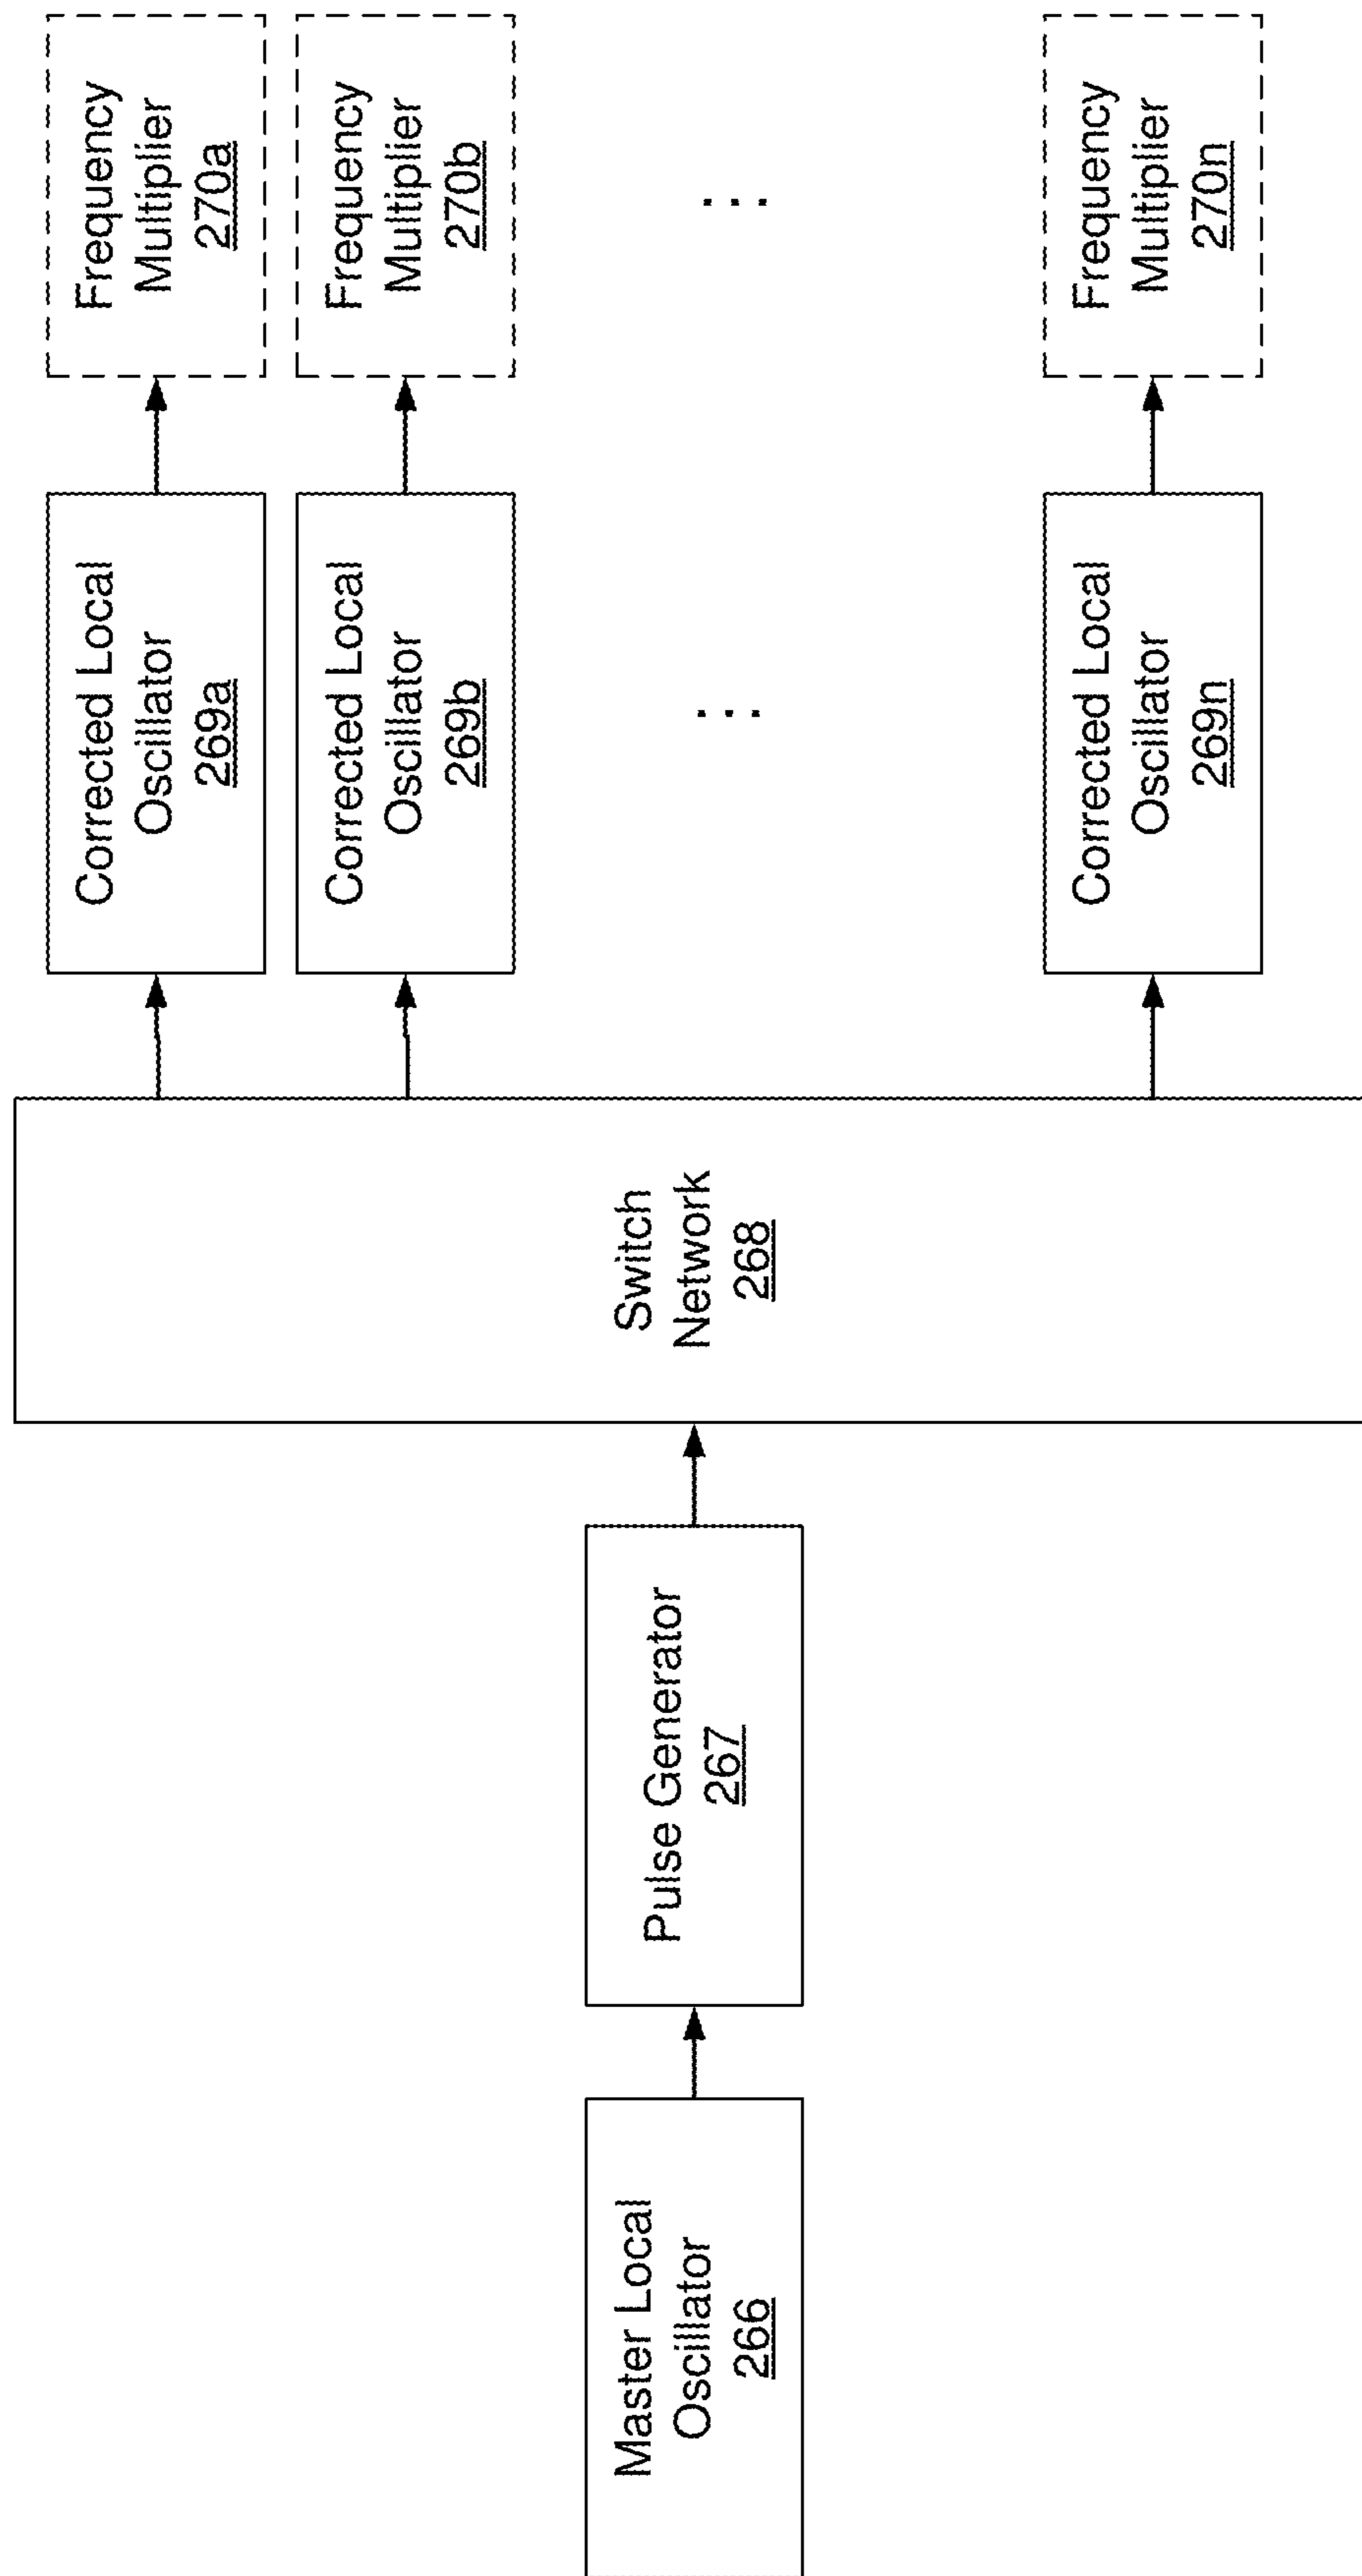 Master Local
Oscillator
266
Pulse Generator
267
Switch
Network
268
Corrected Local
Oscillator
269a
Corrected Local
Oscillator
269b
...
Corrected Local
Oscillator
269n
Frequency
Multiplier
270a
Frequency
Multiplier
270b
...
Frequency
Multiplier
270n